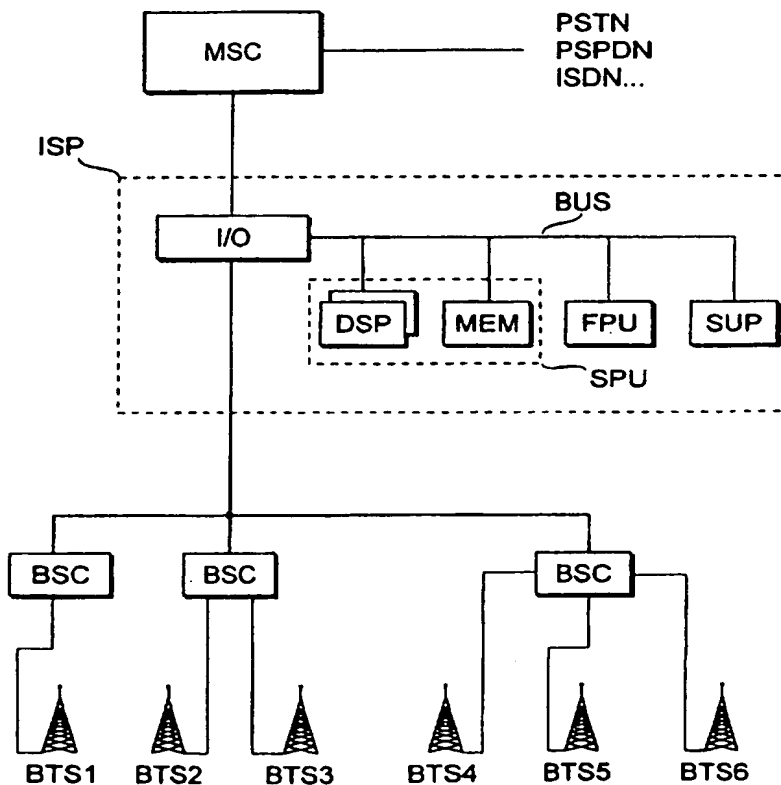 MSC
PSTN
PSPDN
ISDN...
ISP
BUS
I/O
DSP
MEM
FPU
SUP
SPU
BSC
BSC
BSC
BTS1
BTS2
BTS3
BTS4
BTS5
BTS6